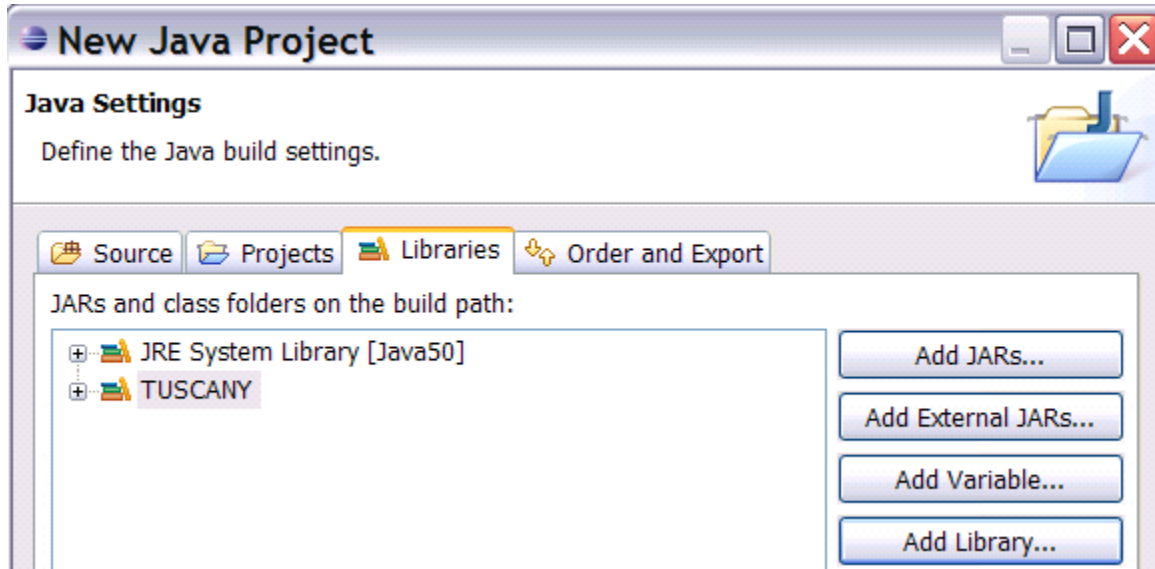 New Java Project
Java Settings
Define the Java build settings.
Source Projects Libraries Order and Export
JARs and class folders on the build path:
JRE System Library [Java50]
TUSCANY
Add JARs...
Add External JARs...
Add Variable...
Add Library...